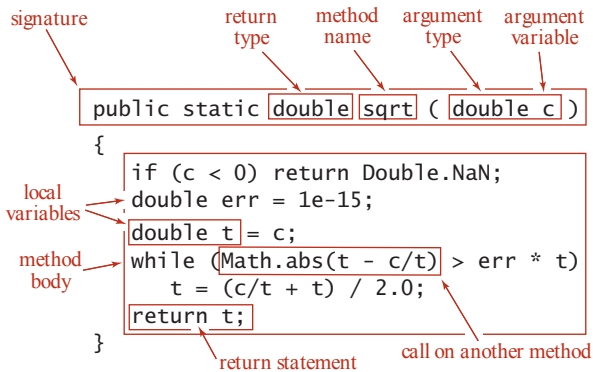 signature
return type
method name
argument type
argument variable
public static double sqrt ( double c )
{
if (c < 0) return Double.NaN;
double err = 1e-15;
local variables
double t = c;
method body
while (Math.abs(t - c/t) > err * t)
t = (c/t + t) / 2.0;
return t;
}
return statement
call on another method